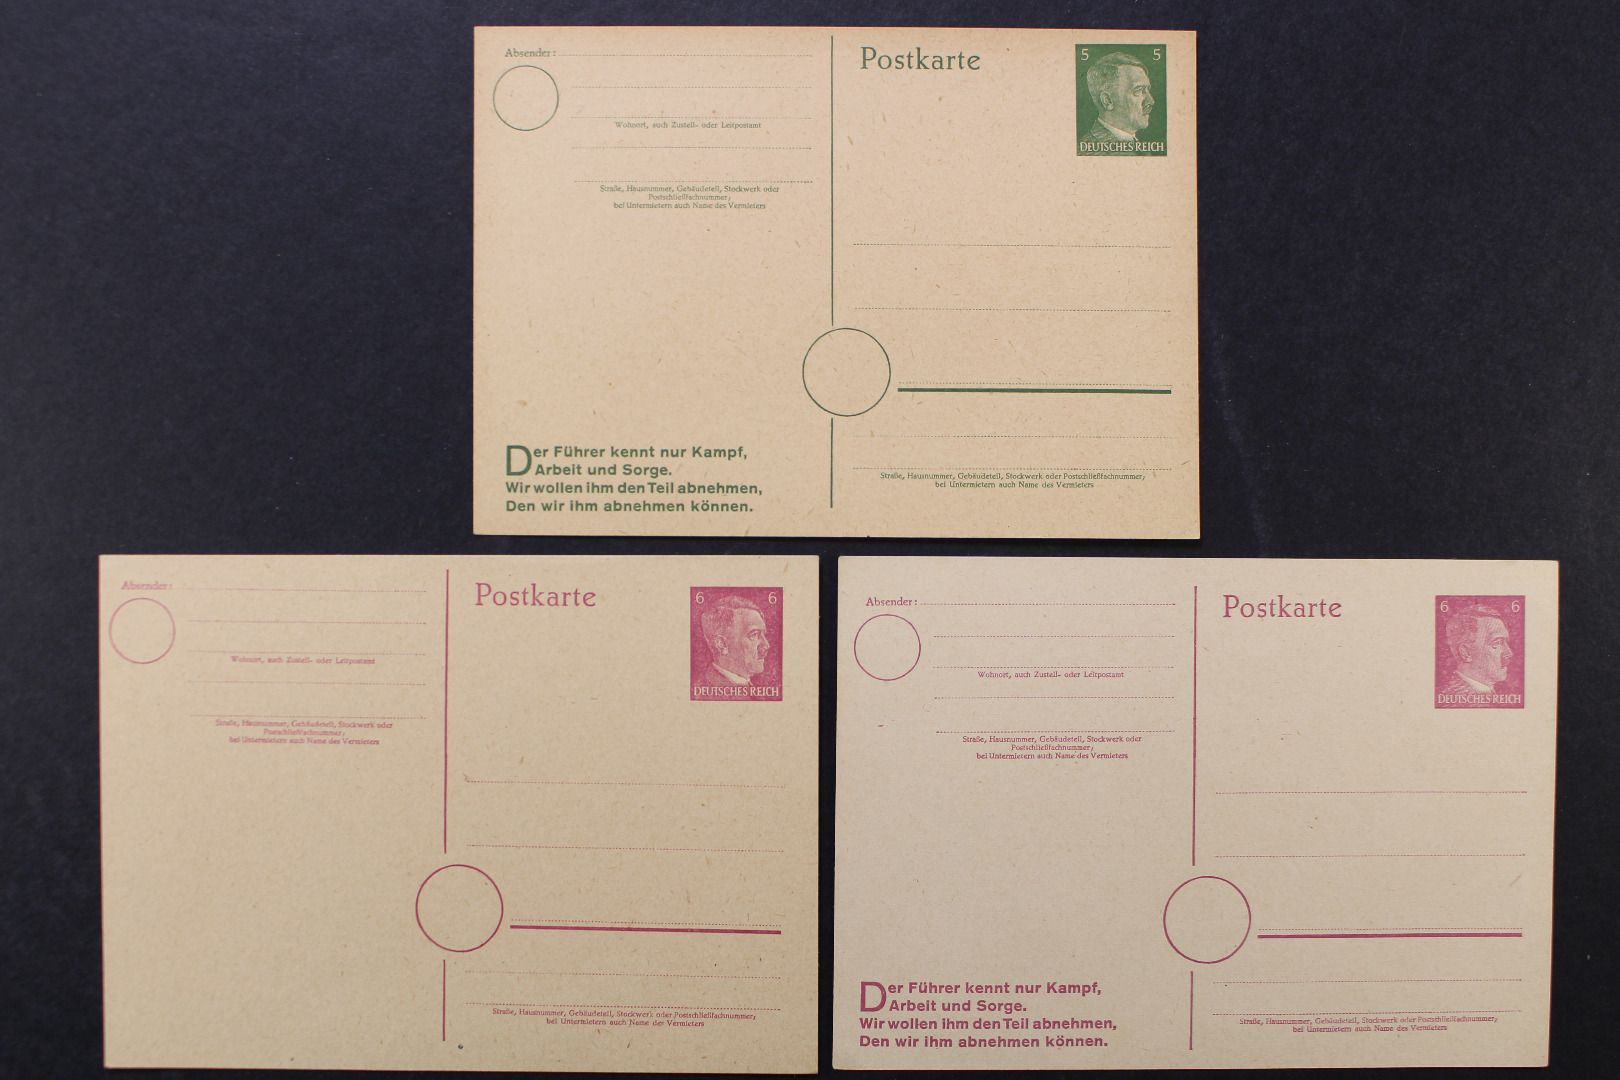 Absender:
Wohnort, auch Zustell- oder Leitpostamt
Straße, Hausnummer, Gebäudeteil, Stockwerk oder
Postschließfachnummer;
bei Untermietern auch Name des Vermieters
Der Führer kennt nur Kampf,
Arbeit und Sorge.
Wir wollen ihm den Teil abnehmen,
Den wir ihm abnehmen können.
Postkarte
5 5
DEUTSCHES REICH
Straße, Hausnummer, Gebäudeteil, Stockwerk oder Postschließfachnummer;
bei Untermietern auch Name des Vermieters
Absender:
Wohnort, auch Zustell- oder Leitpostamt
Straße, Hausnummer, Gebäudeteil, Stockwerk oder
Postschließfachnummer;
bei Untermietern auch Name des Vermieters
Postkarte
6 6
DEUTSCHES REICH
Straße, Hausnummer, Gebäudeteil, Stockwerk oder Postschließfachnummer;
bei Untermietern auch Name des Vermieters
Absender:
Wohnort, auch Zustell- oder Leitpostamt
Straße, Hausnummer, Gebäudeteil, Stockwerk oder
Postschließfachnummer;
bei Untermietern auch Name des Vermieters
Der Führer kennt nur Kampf,
Arbeit und Sorge.
Wir wollen ihm den Teil abnehmen,
Den wir ihm abnehmen können.
Postkarte
6 6
DEUTSCHES REICH
Straße, Hausnummer, Gebäudeteil, Stockwerk oder Postschließfachnummer;
bei Untermietern auch Name des Vermieters